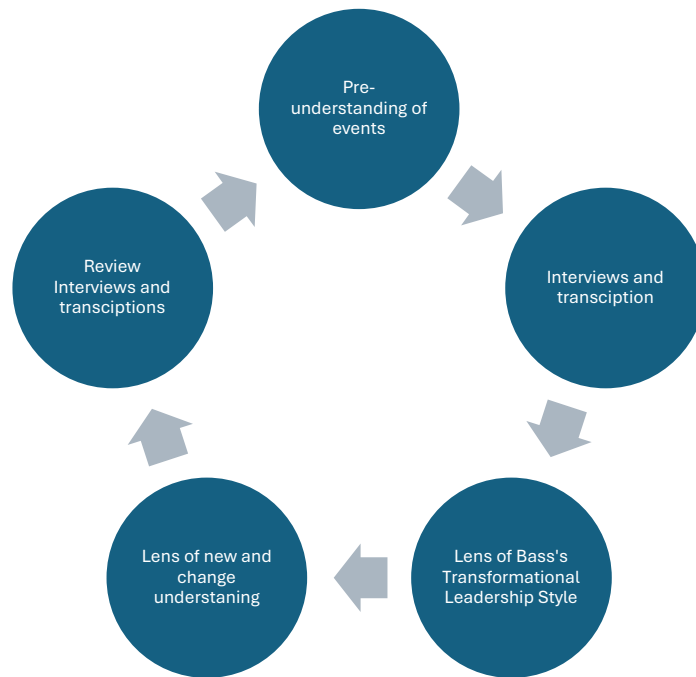 Pre-
understanding of
events
Interviews and
transciption
Lens of Bass's
Transformational
Leadership Style
Lens of new and
change
understaning
Review
Interviews and
transciptions